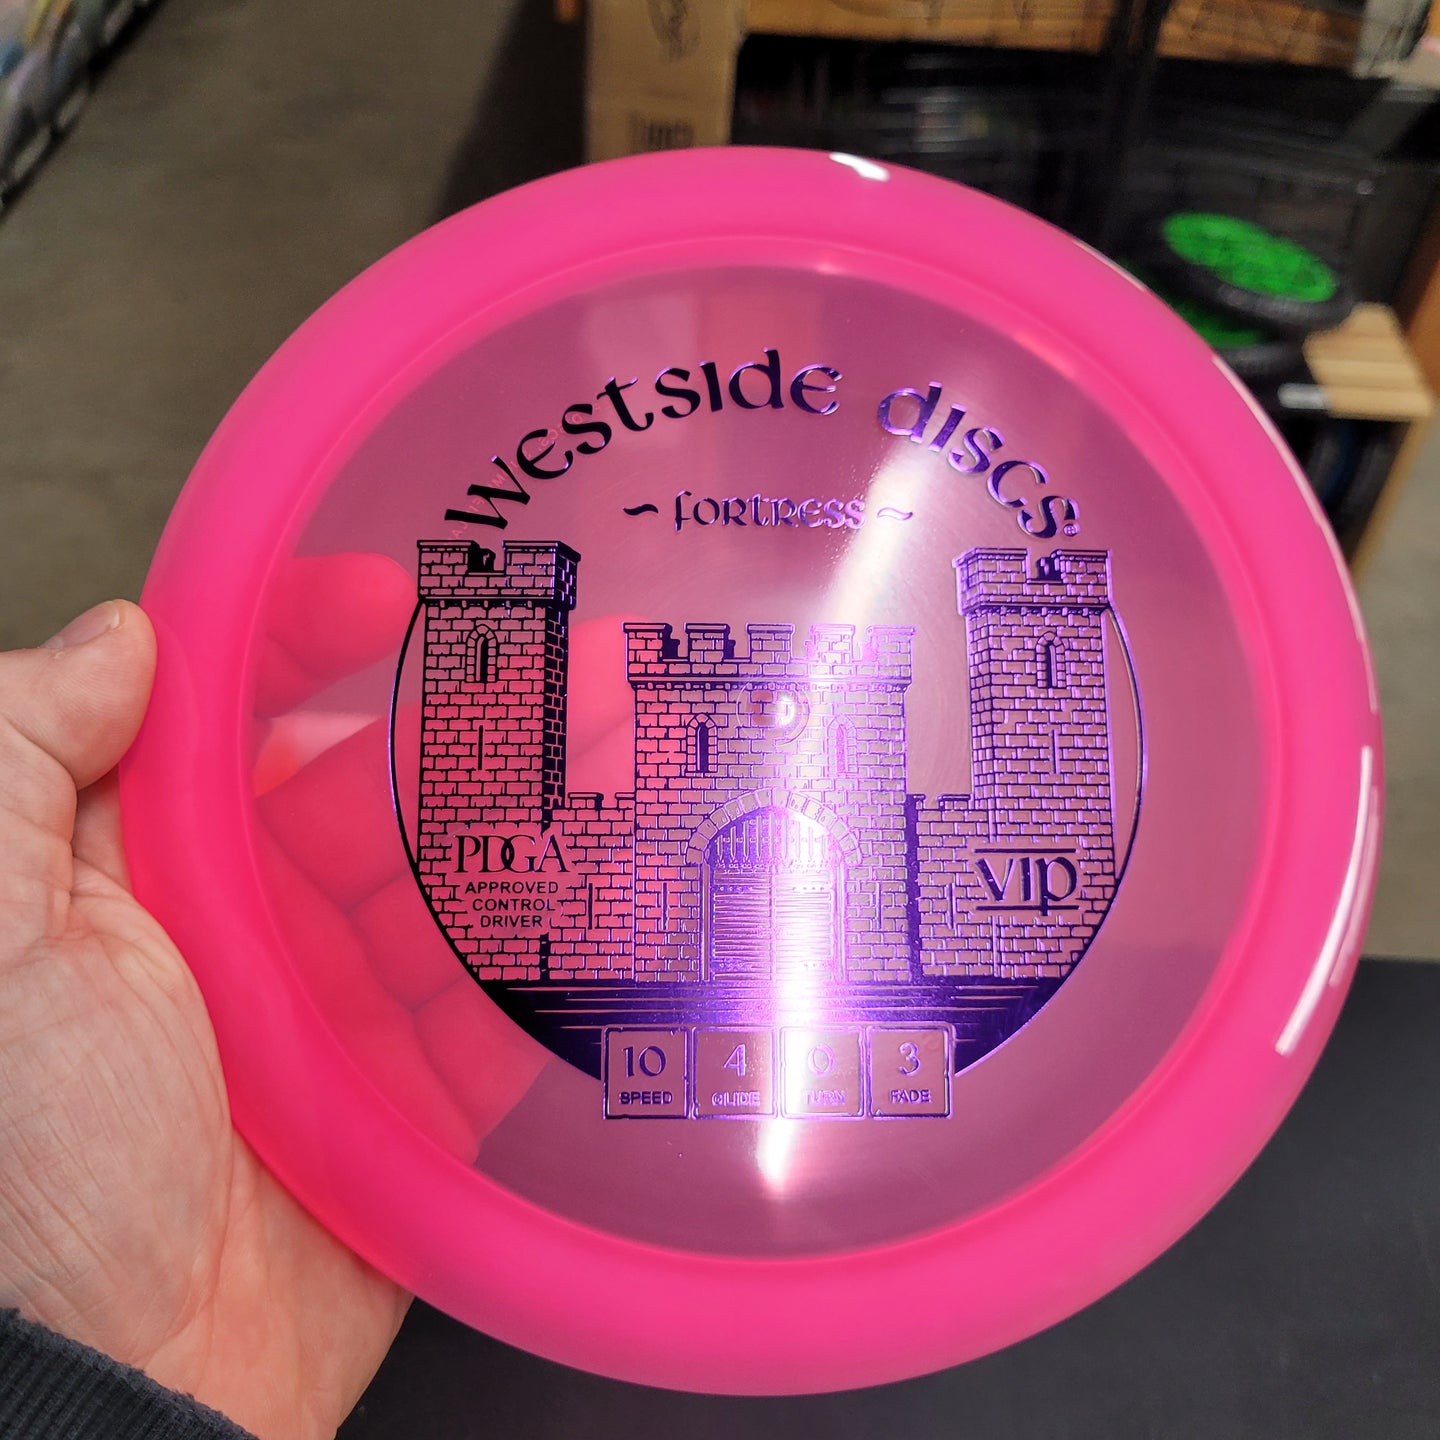 westside discs
~ fortress ~
PDGA
APPROVED
CONTROL
DRIVER
VIP
10 4 0 3
SPEED GLIDE TURN FADE